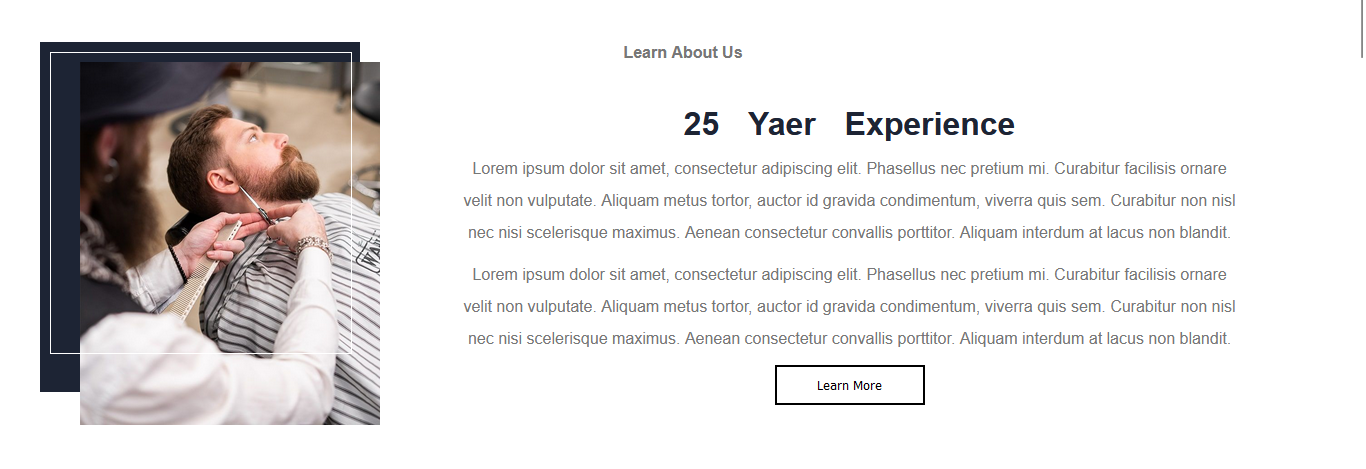 Learn About Us
25 Yaer Experience
Lorem ipsum dolor sit amet, consectetur adipiscing elit. Phasellus nec pretium mi. Curabitur facilisis ornare
velit non vulputate. Aliquam metus tortor, auctor id gravida condimentum, viverra quis sem. Curabitur non nisl
nec nisi scelerisque maximus. Aenean consectetur convallis porttitor. Aliquam interdum at lacus non blandit.
Lorem ipsum dolor sit amet, consectetur adipiscing elit. Phasellus nec pretium mi. Curabitur facilisis ornare
velit non vulputate. Aliquam metus tortor, auctor id gravida condimentum, viverra quis sem. Curabitur non nisl
nec nisi scelerisque maximus. Aenean consectetur convallis porttitor. Aliquam interdum at lacus non blandit.
Learn More